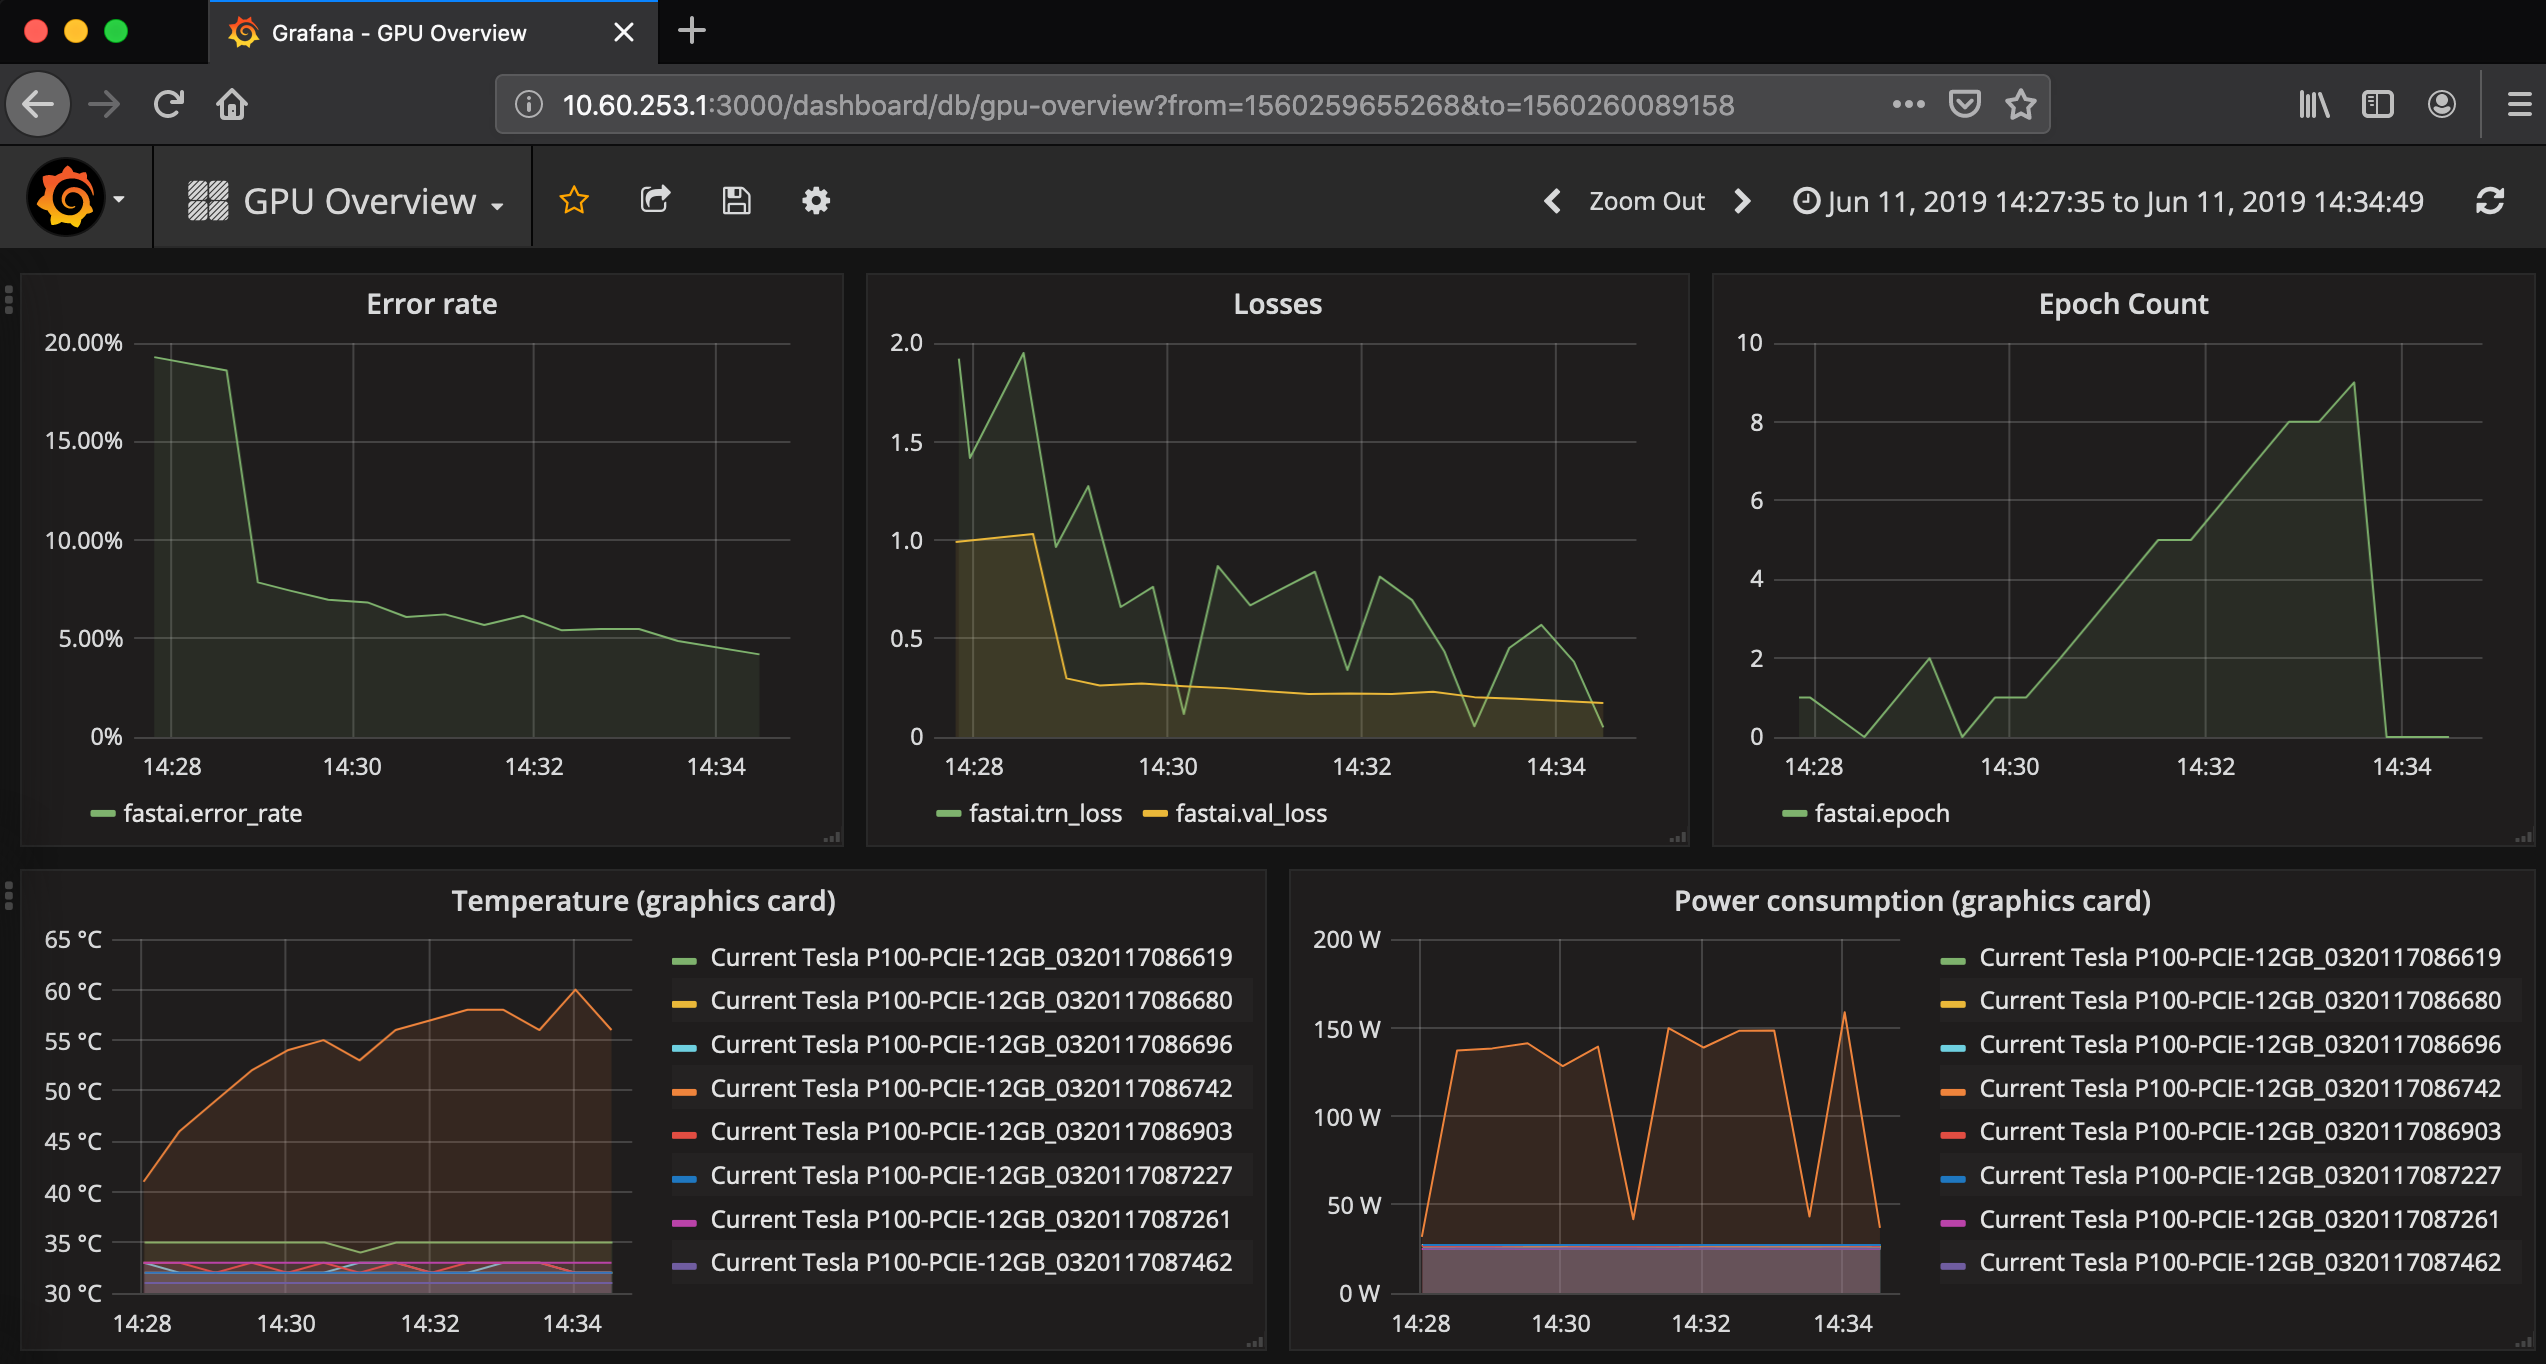 Grafana - GPU Overview
10.60.253.1:3000/dashboard/db/gpu-overview?from=1560259655268&to=1560260089158
GPU Overview
Zoom Out
Jun 11, 2019 14:27:35 to Jun 11, 2019 14:34:49
Error rate
20.00%
15.00%
10.00%
5.00%
0%
14:28 14:30 14:32 14:34
fastai.error_rate
Losses
2.0
1.5
1.0
0.5
0
14:28 14:30 14:32 14:34
fastai.trn_loss fastai.val_loss
Epoch Count
10
8
6
4
2
0
14:28 14:30 14:32 14:34
fastai.epoch
Temperature (graphics card)
65 °C
60 °C
55 °C
50 °C
45 °C
40 °C
35 °C
30 °C
14:28 14:30 14:32 14:34
Current Tesla P100-PCIE-12GB_0320117086619
Current Tesla P100-PCIE-12GB_0320117086680
Current Tesla P100-PCIE-12GB_0320117086696
Current Tesla P100-PCIE-12GB_0320117086742
Current Tesla P100-PCIE-12GB_0320117086903
Current Tesla P100-PCIE-12GB_0320117087227
Current Tesla P100-PCIE-12GB_0320117087261
Current Tesla P100-PCIE-12GB_0320117087462
Power consumption (graphics card)
200 W
150 W
100 W
50 W
0 W
14:28 14:30 14:32 14:34
Current Tesla P100-PCIE-12GB_0320117086619
Current Tesla P100-PCIE-12GB_0320117086680
Current Tesla P100-PCIE-12GB_0320117086696
Current Tesla P100-PCIE-12GB_0320117086742
Current Tesla P100-PCIE-12GB_0320117086903
Current Tesla P100-PCIE-12GB_0320117087227
Current Tesla P100-PCIE-12GB_0320117087261
Current Tesla P100-PCIE-12GB_0320117087462